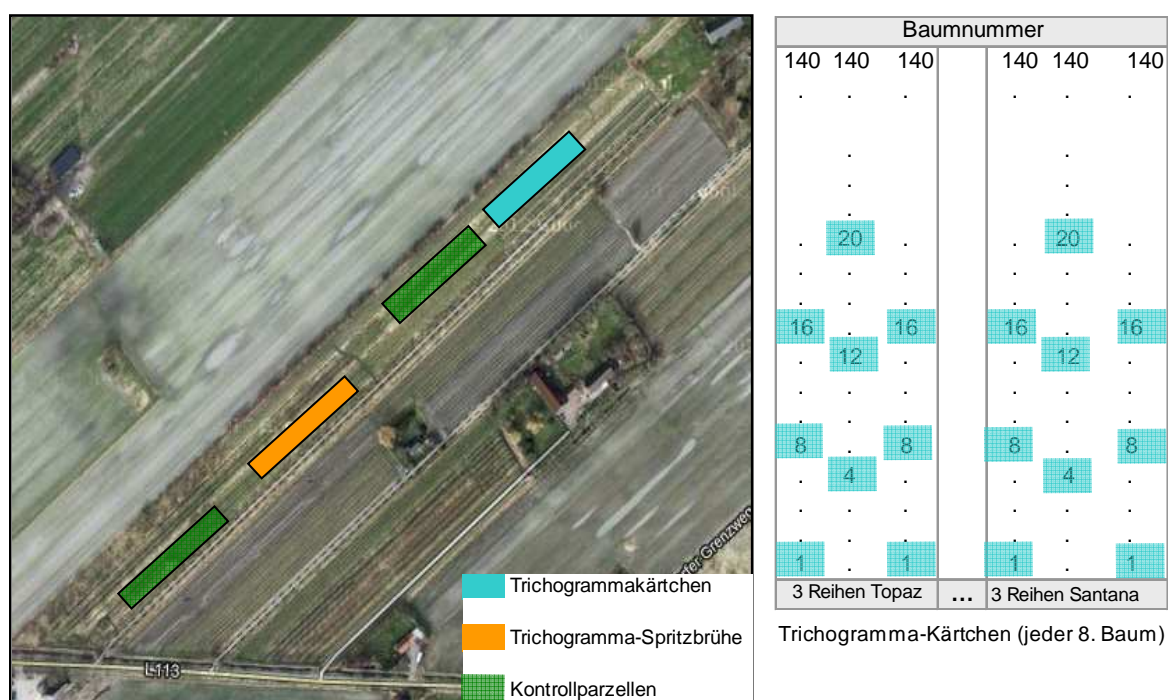 L113
Trichogrammakärtchen
Trichogramma-Spritzbrühe
Kontrollparzellen
Baumnummer
140 140 140 140 140 140
20 20
16 16 16 16
12 12
8 8 8 8
4 4
1 1 1 1
3 Reihen Topaz ... 3 Reihen Santana
Trichogramma-Kärtchen (jeder 8. Baum)